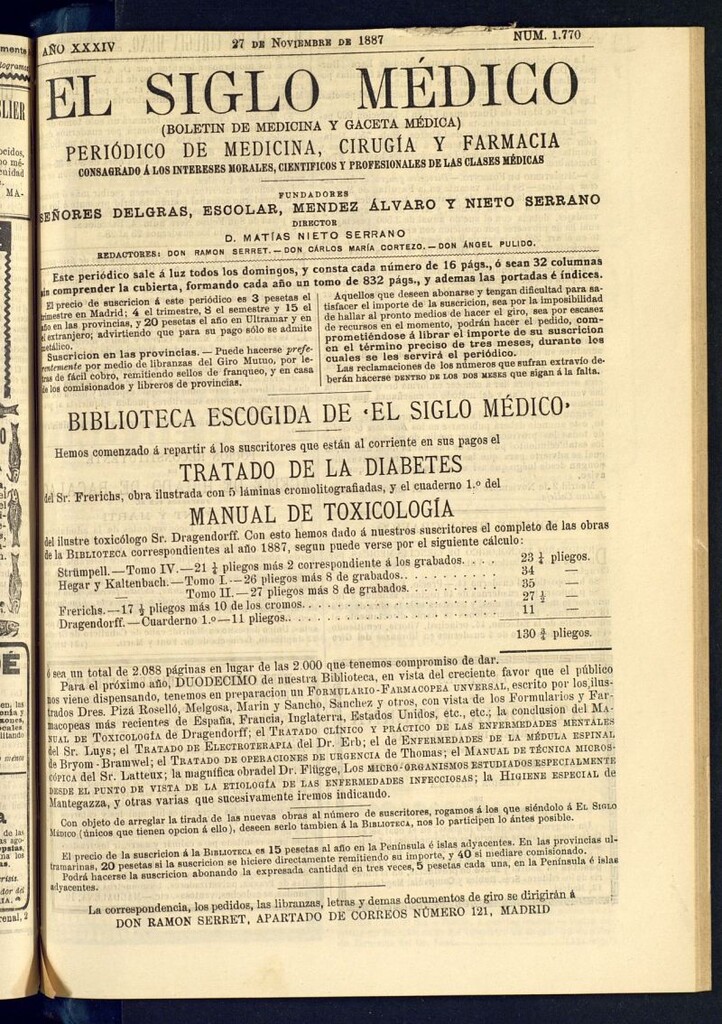 AÑO XXXIV
27 DE NOVIEMBRE DE 1887
NUM. 1.770
EL SIGLO MÉDICO
(BOLETIN DE MEDICINA Y GACETA MÉDICA)
PERIÓDICO DE MEDICINA, CIRUGÍA Y FARMACIA
CONSAGRADO Á LOS INTERESES MORALES, CIENTIFICOS Y PROFESIONALES DE LAS CLASES MÉDICAS
FUNDADORES
SEÑORES DELGRAS, ESCOLAR, MENDEZ ÁLVARO Y NIETO SERRANO
DIRECTOR
D. MATÍAS NIETO SERRANO
REDACTORES: DON RAMON SERRET.—DON CÁRLOS MARÍA CORTEZO.—DON ÁNGEL PULIDO.
Este periódico sale á luz todos los domingos, y consta cada número de 16 págs., ó sean 32 columnas
sin comprender la cubierta, formando cada año un tomo de 832 págs., y ademas las portadas é índices.
El precio de suscricion á este periódico es 3 pesetas el
trimestre en Madrid; 4 el trimestre, 8 el semestre y 15 el
año en las provincias, y 20 pesetas el año en Ultramar y en
el extranjero; advirtiendo que para su pago sólo se admite
metálico.
Suscricion en las provincias.—Puede hacerse prefe-
rentemente por medio de libranzas del Giro Mutuo, por le-
tras de fácil cobro, remitiendo sellos de franqueo, y en casa
de los comisionados y libreros de provincias.
Aquellos que deseen abonarse y tengan dificultad para sa-
tisfacer el importe de la suscricion, sea por la imposibilidad
de hallar al pronto medios de hacer el giro, sea por escasez
de recursos en el momento, podrán hacer el pedido, com-
prometiéndose á librar el importe de su suscricion
en el término preciso de tres meses, durante los
cuales se les servirá el periódico.
Las reclamaciones de los números que sufran extravío de-
berán hacerse DENTRO DE LOS DOS MESES que sigan á la falta.
BIBLIOTECA ESCOGIDA DE «EL SIGLO MÉDICO»
Hemos comenzado á repartir á los suscritores que están al corriente en sus pagos el
TRATADO DE LA DIABETES
del Sr. Frerichs, obra ilustrada con 5 láminas cromolitografiadas, y el cuaderno 1.º del
MANUAL DE TOXICOLOGÍA
del ilustre toxicólogo Sr. Dragendorff. Con esto hemos dado á nuestros suscritores el completo de las obras
de la BIBLIOTECA correspondientes al año 1887, segun puede verse por el siguiente cálculo:
Strümpell.—Tomo IV.—21 ¼ pliegos más 2 correspondiente á los grabados. . . . 23 ¼ pliegos.
Hegar y Kaltenbach.—Tomo I.—26 pliegos más 8 de grabados. . . . . . . . . . 34 —
Tomo II.—27 pliegos más 8 de grabados. . . . . . . . . . 35 —
Frerichs.—17 ½ pliegos más 10 de los cromos. . . . . . . . . . . . . . 27 ½ —
Dragendorff.—Cuarderno 1.º—11 pliegos. . . . . . . . . . . . . . . 11 —
130 ¾ pliegos.
ó sea un total de 2.088 páginas en lugar de las 2.000 que tenemos compromiso de dar.
Para el próximo año, DUODECIMO de nuestra Biblioteca, en vista del creciente favor que el público
nos viene dispensando, tenemos en preparacion un FORMULARIO-FARMACOPEA UNVERSAL, escrito por los ilus-
trados Dres. Pizá Roselló, Melgosa, Marin y Sancho, Sanchez y otros, con vista de los Formularios y Far-
macopeas más recientes de España, Francia, Inglaterra, Estados Unidos, etc., etc.; la conclusion del MA-
NUAL DE TOXICOLOGÍA de Dragendorff; el TRATADO CLÍNICO Y PRÁCTICO DE LAS ENFERMEDADES MENTALES
del Sr. Luys; el TRATADO DE ELECTROTERAPIA del Dr. Erb; el de ENFERMEDADES DE LA MÉDULA ESPINAL
de Bryom-Bramwel; el TRATADO DE OPERACIONES DE URGENCIA de Thomas; el MANUAL DE TÉCNICA MICROS-
CÓPICA del Sr. Latteux; la magnífica obra del Dr. Flügge, LOS MICRO-ORGANISMOS ESTUDIADOS ESPECIALMENTE
DESDE EL PUNTO DE VISTA DE LA ETIOLOGÍA DE LAS ENFERMEDADES INFECCIOSAS; la HIGIENE ESPECIAL de
Mantegazza, y otras varias que sucesivamente iremos indicando.
Con objeto de arreglar la tirada de las nuevas obras al número de suscritores, rogamos á los que siéndolo á EL SIGLO
MÉDICO (únicos que tienen opcion á ello), deseen serlo tambien á la BIBLIOTECA, nos lo participen lo ántes posible.
El precio de la suscricion á la BIBLIOTECA es 15 pesetas al año en la Península é islas adyacentes. En las provincias ul-
tramarinas, 20 pesetas si la suscricion se hiciere directamente remitiendo su importe, y 40 si mediare comisionado.
Podrá hacerse la suscricion abonando la expresada cantidad en tres veces, 5 pesetas cada una, en la Península é islas
adyacentes.
La correspondencia, los pedidos, las libranzas, letras y demas documentos de giro se dirigirán á
DON RAMON SERRET, APARTADO DE CORREOS NÚMERO 121, MADRID